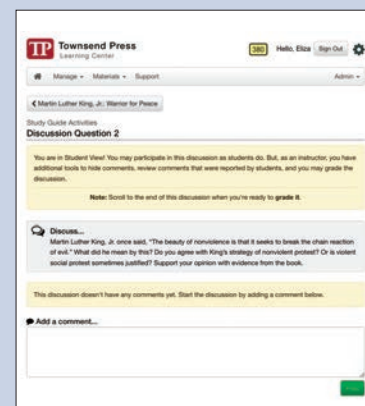 TP Townsend Press
Learning Center
380 Hello, Eliza Sign Out
Manage Materials Support Admin
Martin Luther King, Jr.: Warrior for Peace
Study Guide Activities
Discussion Question 2
You are in Student View! You may participate in this discussion as students do. But, as an instructor, you have
additional tools to hide comments, review comments that were reported by students, and you may grade the
discussion.
Note: Scroll to the end of this discussion when you're ready to grade it.
Discuss...
Martin Luther King, Jr. once said, "The beauty of nonviolence is that it seeks to break the chain reaction
of evil." What did he mean by this? Do you agree with King's strategy of nonviolent protest? Or is violent
social protest sometimes justified? Support your opinion with evidence from the book.
This discussion doesn't have any comments yet. Start the discussion by adding a comment below.
Add a comment...